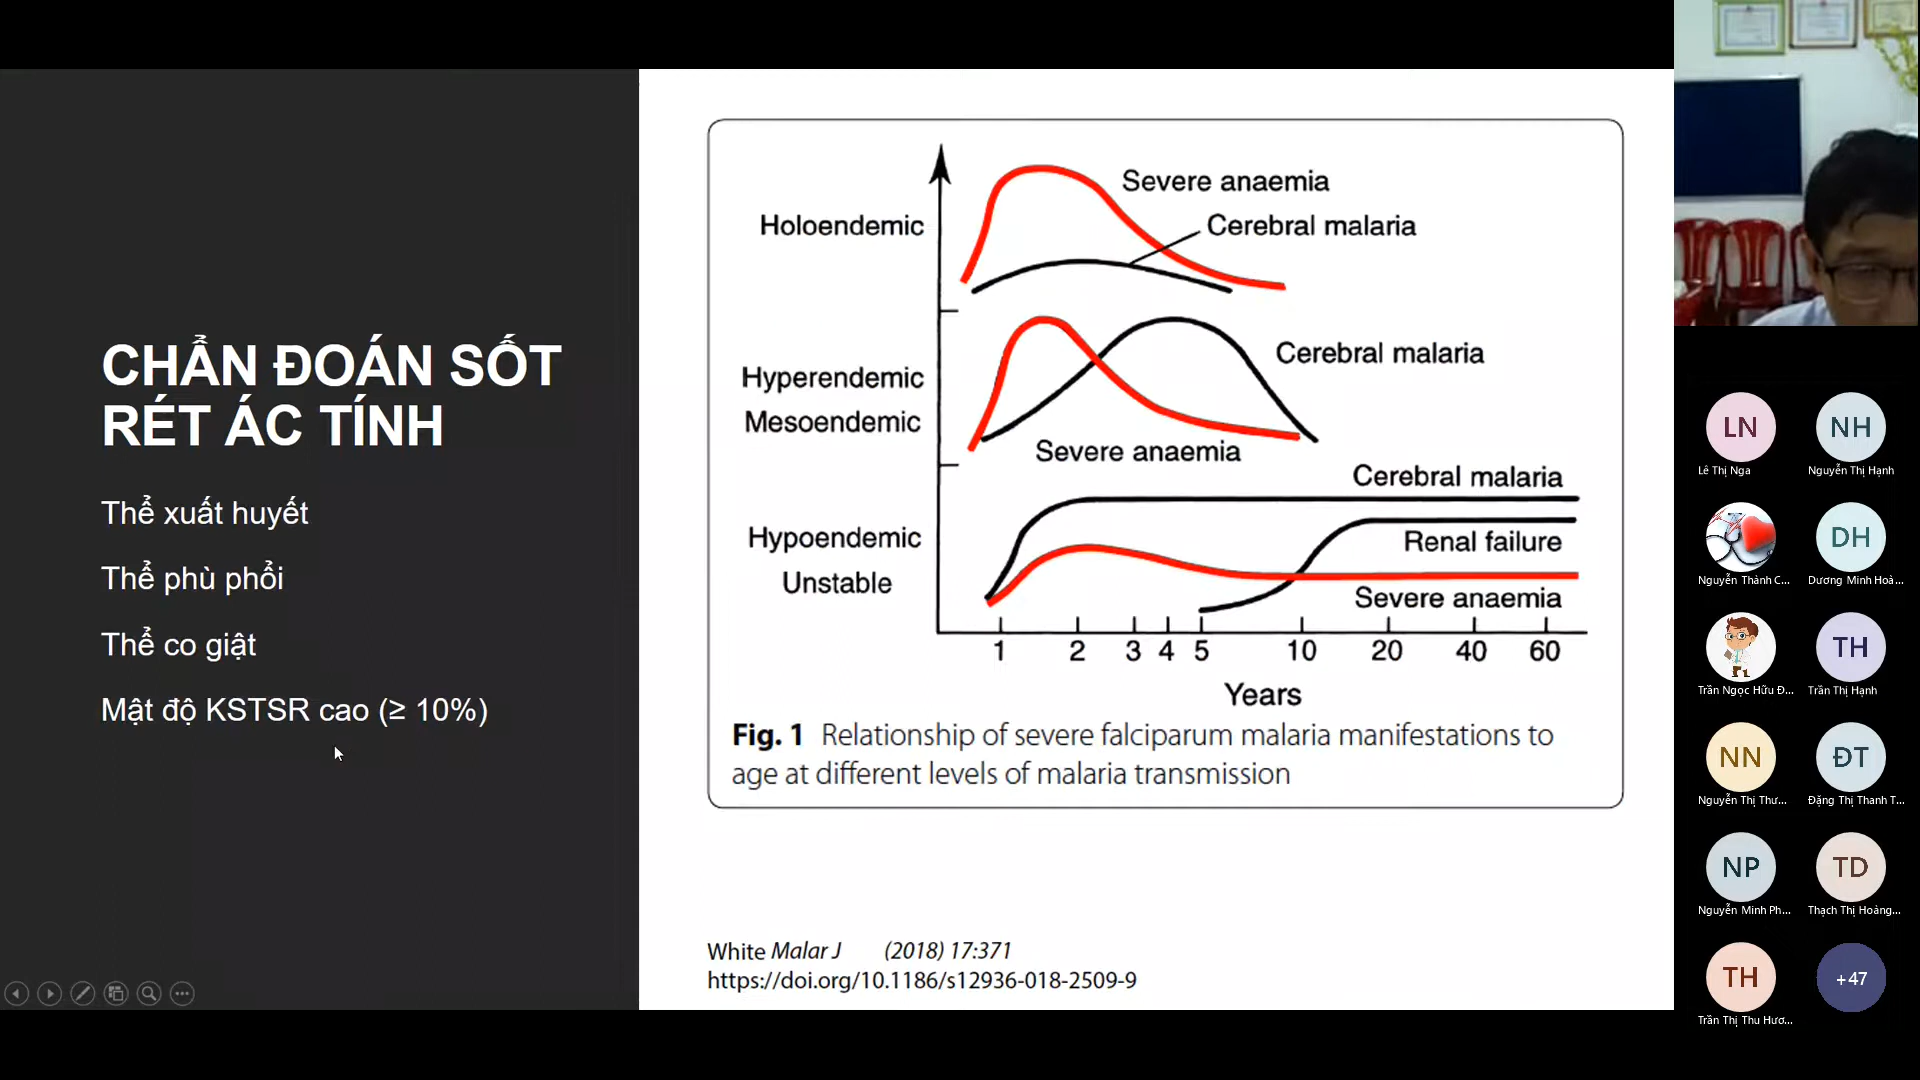 CHẨN ĐOÁN SỐT
RÉT ÁC TÍNH
Thể xuất huyết
Thể phù phổi
Thể co giật
Mật độ KSTSR cao (≥ 10%)
Severe anaemia
Cerebral malaria
Holoendemic
Cerebral malaria
Hyperendemic
Mesoendemic
Severe anaemia
Cerebral malaria
Hypoendemic
Unstable
Renal failure
Severe anaemia
1 2 3 4 5 10 20 40 60
Years
Fig. 1 Relationship of severe falciparum malaria manifestations to
age at different levels of malaria transmission
White Malar J (2018) 17:371
https://doi.org/10.1186/s12936-018-2509-9
LN
Lê Thị Nga
NH
Nguyễn Thị Hạnh
Nguyễn Thành C...
DH
Dương Minh Hoà...
Trần Ngọc Hữu Đ...
TH
Trần Thị Hạnh
NN
Nguyễn Thị Thư...
ĐT
Đặng Thị Thanh T...
NP
Nguyễn Minh Ph...
TD
Thạch Thị Hoàng...
TH
Trần Thị Thu Hươ...
+47